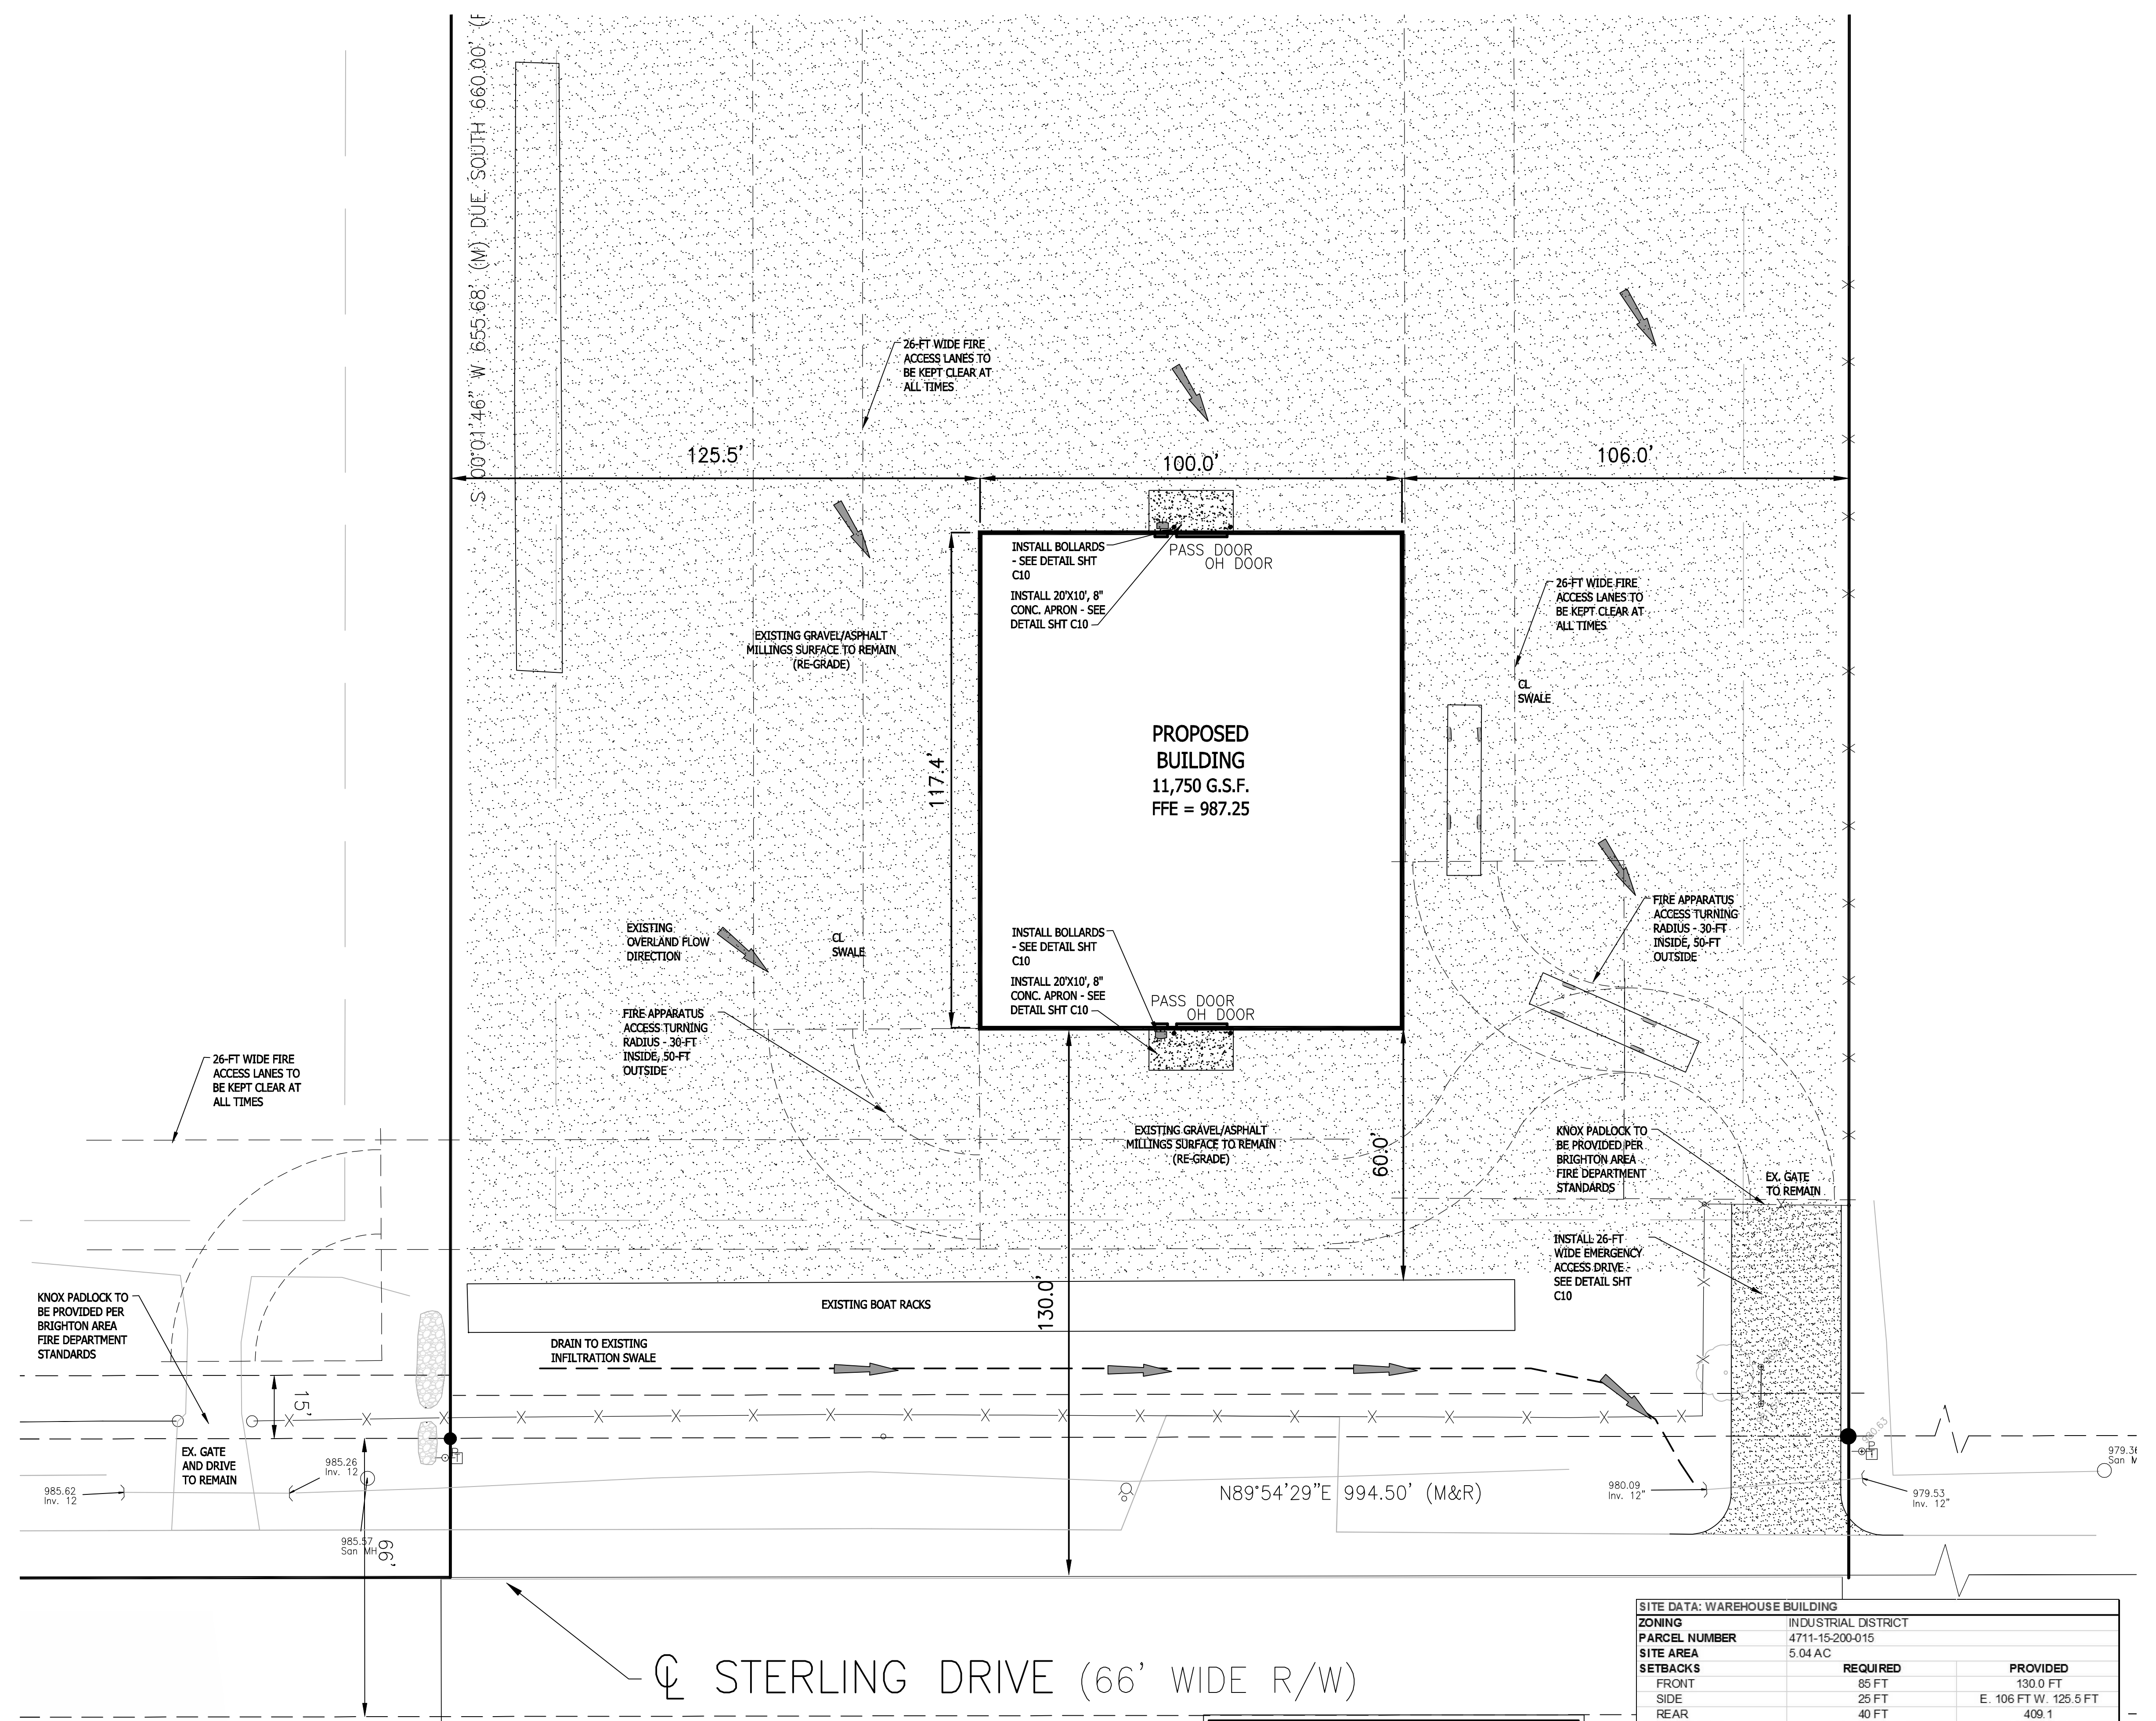 S 00°01'46" W 655.68' (M) DUE SOUTH 660.00'
26-FT WIDE FIRE
ACCESS LANES TO
BE KEPT CLEAR AT
ALL TIMES
125.5'
100.0'
106.0'
INSTALL BOLLARDS
- SEE DETAIL SHT
C10
PASS DOOR
OH DOOR
INSTALL 20'X10', 8"
CONC. APRON - SEE
DETAIL SHT C10
26-FT WIDE FIRE
ACCESS LANES TO
BE KEPT CLEAR AT
ALL TIMES
EXISTING GRAVEL/ASPHALT
MILLINGS SURFACE TO REMAIN
(RE-GRADE)
CL
SWALE
117.4'
PROPOSED
BUILDING
11,750 G.S.F.
FFE = 987.25
EXISTING
OVERLAND FLOW
DIRECTION
CL
SWALE
INSTALL BOLLARDS
- SEE DETAIL SHT
C10
INSTALL 20'X10', 8"
CONC. APRON - SEE
DETAIL SHT C10
PASS DOOR
OH DOOR
FIRE APPARATUS
ACCESS TURNING
RADIUS - 30-FT
INSIDE, 50-FT
OUTSIDE
FIRE APPARATUS
ACCESS TURNING
RADIUS - 30-FT
INSIDE, 50-FT
OUTSIDE
26-FT WIDE FIRE
ACCESS LANES TO
BE KEPT CLEAR AT
ALL TIMES
EXISTING GRAVEL/ASPHALT
MILLINGS SURFACE TO REMAIN
(RE-GRADE)
60.0'
KNOX PADLOCK TO
BE PROVIDED PER
BRIGHTON AREA
FIRE DEPARTMENT
STANDARDS
EX. GATE
TO REMAIN
INSTALL 26-FT
WIDE EMERGENCY
ACCESS DRIVE -
SEE DETAIL SHT
C10
KNOX PADLOCK TO
BE PROVIDED PER
BRIGHTON AREA
FIRE DEPARTMENT
STANDARDS
EXISTING BOAT RACKS
130.0'
DRAIN TO EXISTING
INFILTRATION SWALE
15'
EX. GATE
AND DRIVE
TO REMAIN
985.26
Inv. 12
985.62
Inv. 12
985.57
San MH
66'
N89°54'29"E 994.50' (M&R)
980.09
Inv. 12"
980.63
979.53
Inv. 12"
979.36
San M
℄ STERLING DRIVE (66' WIDE R/W)
SITE DATA: WAREHOUSE BUILDING
ZONING INDUSTRIAL DISTRICT
PARCEL NUMBER 4711-15-200-015
SITE AREA 5.04 AC
SETBACKS REQUIRED PROVIDED
FRONT 85 FT 130.0 FT
SIDE 25 FT E. 106 FT W. 125.5 FT
REAR 40 FT 409.1